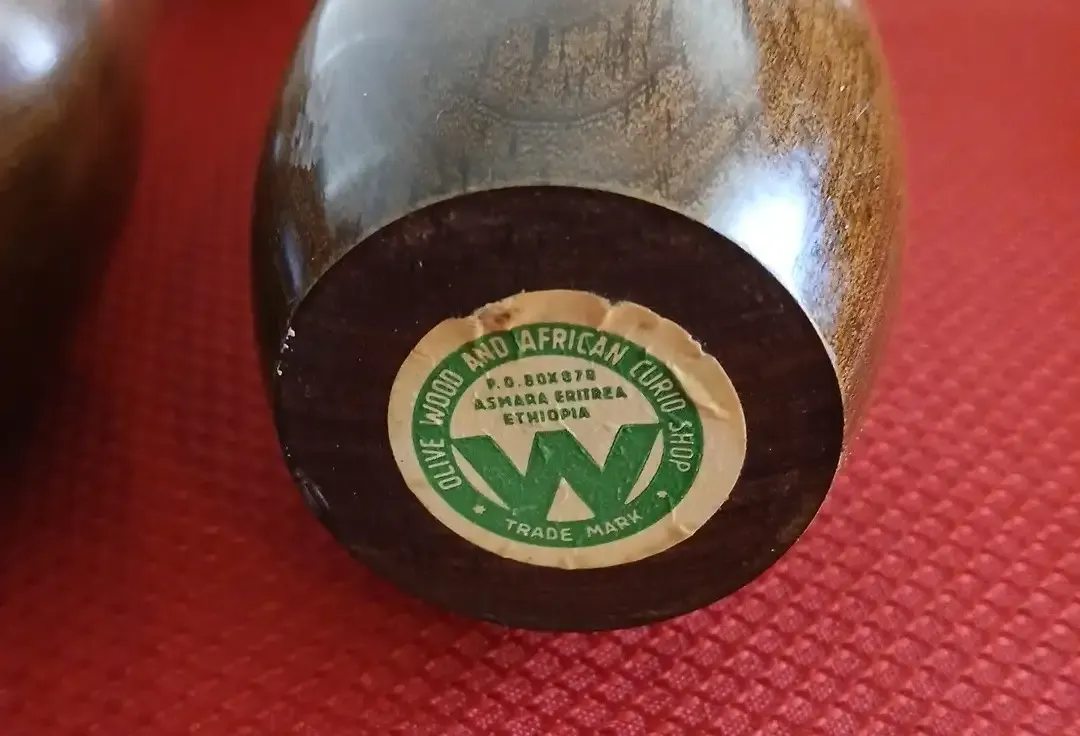 OLIVE WOOD AND AFRICAN CURIO SHOP
P.O.BOX 878
ASMARA ERITREA
ETHIOPIA
W
* TRADE MARK *